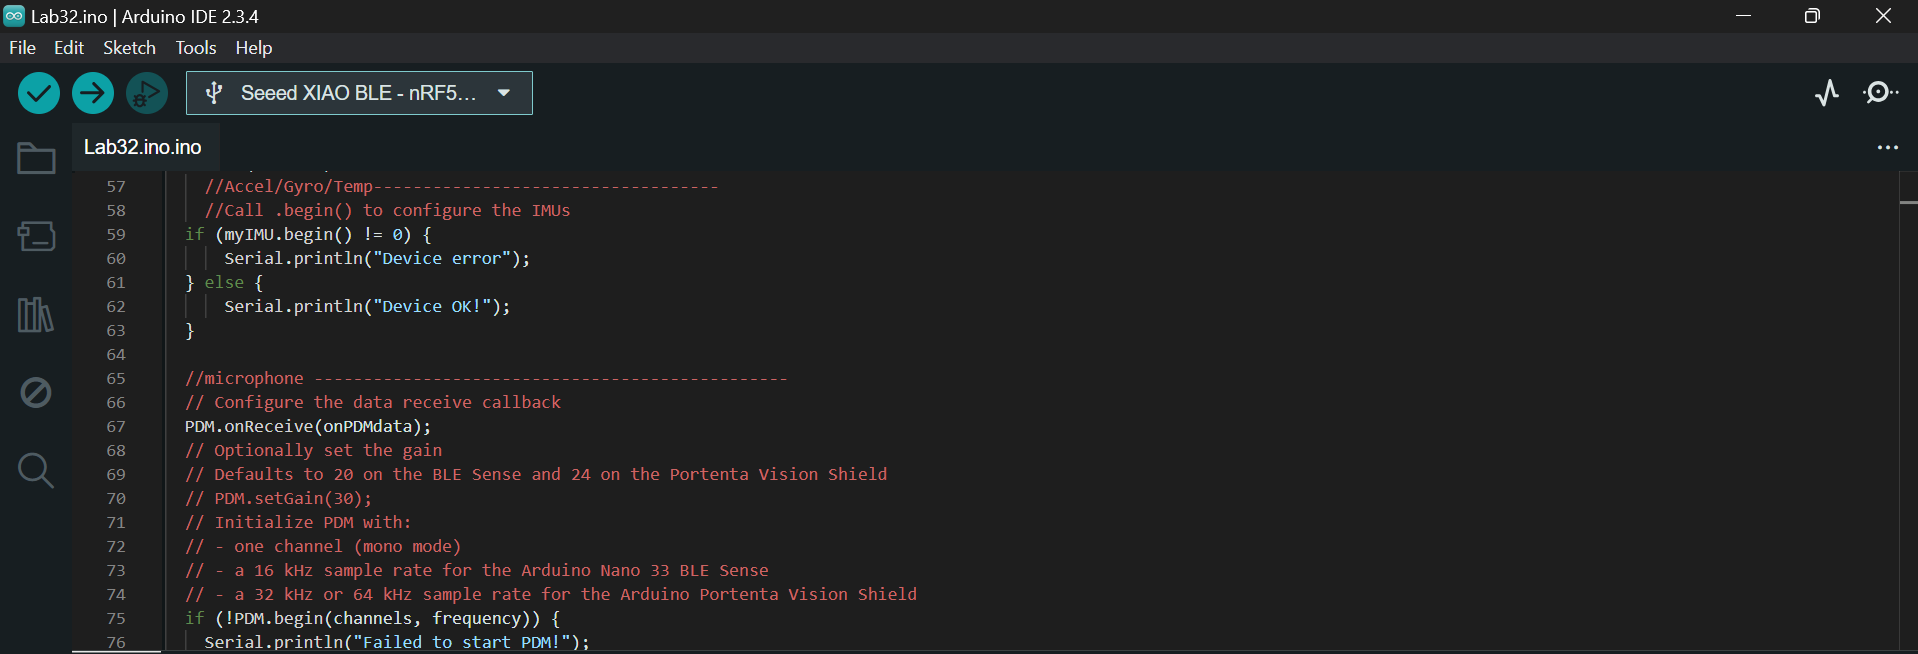 Lab32.ino | Arduino IDE 2.3.4
File Edit Sketch Tools Help
Seeed XIAO BLE - nRF5...
Lab32.ino.ino
57 //Accel/Gyro/Temp-----------------------------------
58 //Call .begin() to configure the IMUs
59 if (myIMU.begin() != 0) {
60 Serial.println("Device error");
61 } else {
62 Serial.println("Device OK!");
63 }
64
65 //microphone ------------------------------------------------
66 // Configure the data receive callback
67 PDM.onReceive(onPDMdata);
68 // Optionally set the gain
69 // Defaults to 20 on the BLE Sense and 24 on the Portenta Vision Shield
70 // PDM.setGain(30);
71 // Initialize PDM with:
72 // - one channel (mono mode)
73 // - a 16 kHz sample rate for the Arduino Nano 33 BLE Sense
74 // - a 32 kHz or 64 kHz sample rate for the Arduino Portenta Vision Shield
75 if (!PDM.begin(channels, frequency)) {
76 Serial.println("Failed to start PDM!");